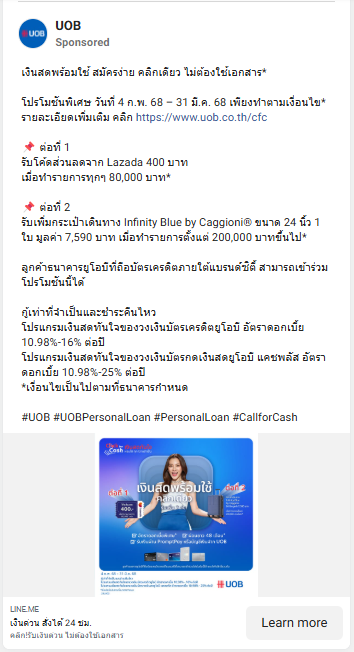 UOB
Sponsored
เงินสดพร้อมใช้ สมัครง่าย คลิกเดียว ไม่ต้องใช้เอกสาร*
โปรโมชันพิเศษ วันที่ 4 ก.พ. 68 – 31 มี.ค. 68 เพียงทำตามเงื่อนไข*
รายละเอียดเพิ่มเติม คลิก https://www.uob.co.th/cfc
📌 ต่อที่ 1
รับโค้ดส่วนลดจาก Lazada 400 บาท
เมื่อทำรายการทุกๆ 80,000 บาท*
📌 ต่อที่ 2
รับเพิ่มกระเป๋าเดินทาง Infinity Blue by Caggioni® ขนาด 24 นิ้ว 1
ใบ มูลค่า 7,590 บาท เมื่อทำรายการตั้งแต่ 200,000 บาทขึ้นไป*
ลูกค้าธนาคารยูโอบีที่ถือบัตรเครดิตภายใต้แบรนด์ซิตี้ สามารถเข้าร่วม
โปรโมชันนี้ได้
กู้เท่าที่จำเป็นและชำระคืนไหว
โปรแกรมเงินสดทันใจของวงเงินบัตรเครดิตยูโอบี อัตราดอกเบี้ย
10.98%-16% ต่อปี
โปรแกรมเงินสดทันใจของวงเงินบัตรกดเงินสดยูโอบี แคชพลัส อัตรา
ดอกเบี้ย 10.98%-25% ต่อปี
*เงื่อนไขเป็นไปตามที่ธนาคารกำหนด
#UOB #UOBPersonalLoan #PersonalLoan #CallforCash
Cash
เงินสดพร้อมใช้
คลิกเดียว
ต่อที่ 1
ต่อที่ 2
400.-
UOB
LINE.ME
เงินด่วน สั่งได้ 24 ชม.
คลิก!รับเงินด่วน ไม่ต้องใช้เอกสาร
Learn more